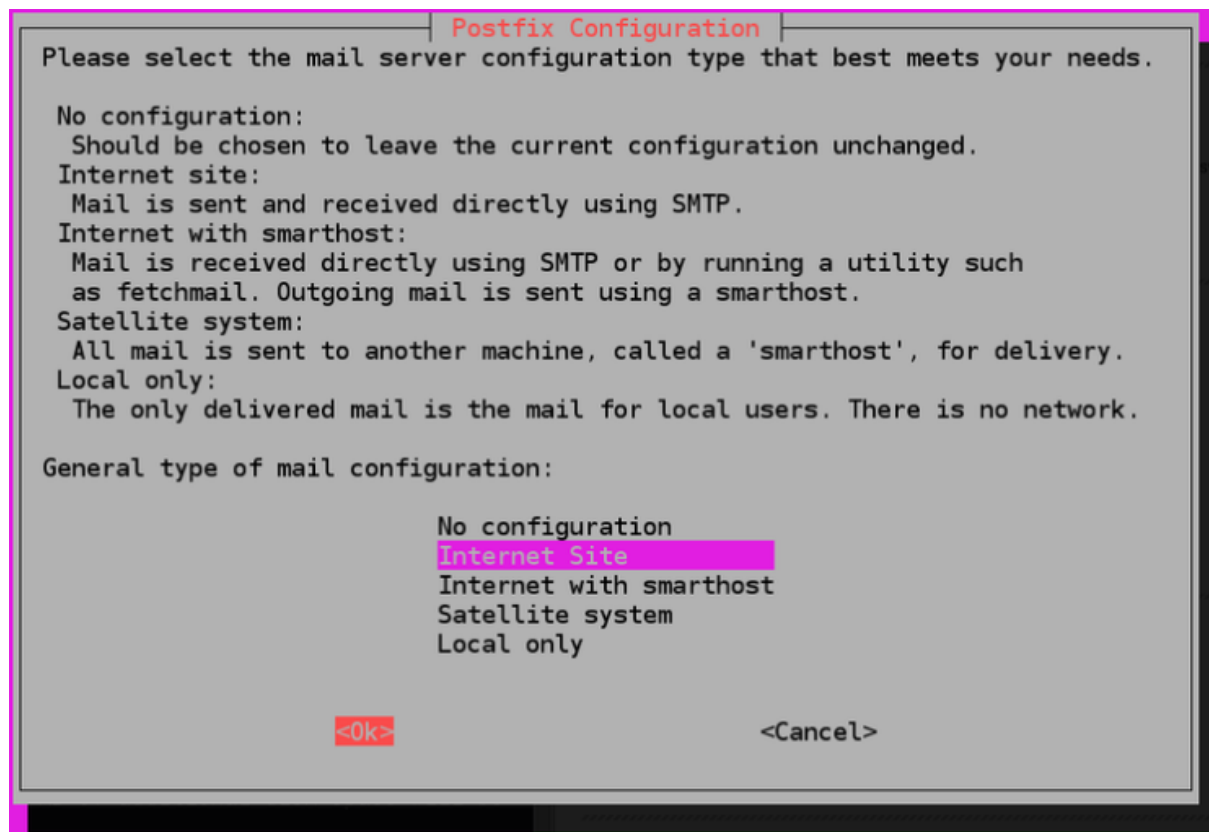 Postfix Configuration
Please select the mail server configuration type that best meets your needs.
No configuration:
Should be chosen to leave the current configuration unchanged.
Internet site:
Mail is sent and received directly using SMTP.
Internet with smarthost:
Mail is received directly using SMTP or by running a utility such
as fetchmail. Outgoing mail is sent using a smarthost.
Satellite system:
All mail is sent to another machine, called a 'smarthost', for delivery.
Local only:
The only delivered mail is the mail for local users. There is no network.
General type of mail configuration:
No configuration
Internet Site
Internet with smarthost
Satellite system
Local only
<Ok> <Cancel>